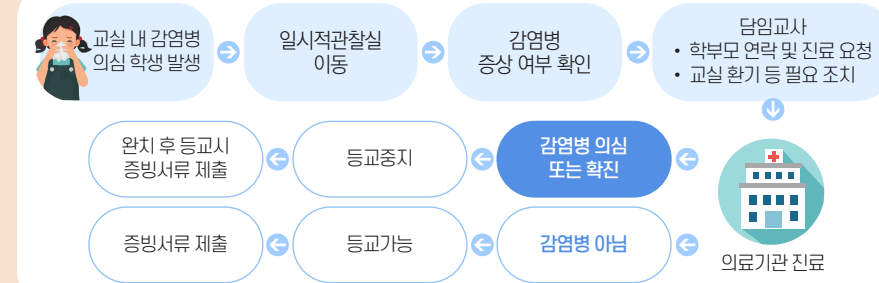 교실 내 감염병
의심 학생 발생
일시적관찰실
이동
감염병
증상 여부 확인
담임교사
• 학부모 연락 및 진료 요청
• 교실 환기 등 필요 조치
의료기관 진료
감염병 의심
또는 확진
등교중지
완치 후 등교시
증빙서류 제출
감염병 아님
등교가능
증빙서류 제출